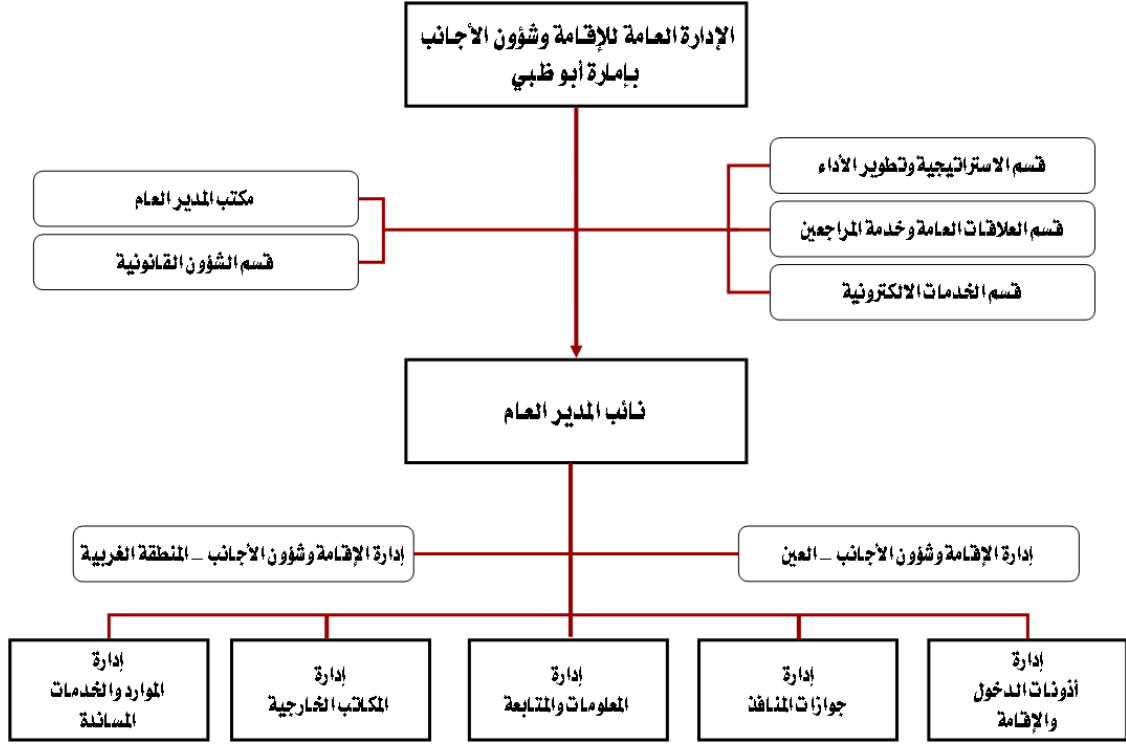 الإدارة العامة للإقامة وشؤون الأجانب
بإمارة أبو ظبي
قسم الاستراتيجية وتطوير الأداء
قسم العلاقات العامة وخدمة المراجعين
قسم الخدمات الالكترونية
مكتب المدير العام
قسم الشؤون القانونية
نائب المدير العام
إدارة الإقامة وشؤون الأجانب – العين
إدارة الإقامة وشؤون الأجانب – المنطقة الغربية
إدارة
أذونات الدخول
والإقامة
إدارة
جوازات المنافذ
إدارة
المعلومات والمتابعة
إدارة
المكاتب الخارجية
إدارة
الموارد والخدمات
المساندة